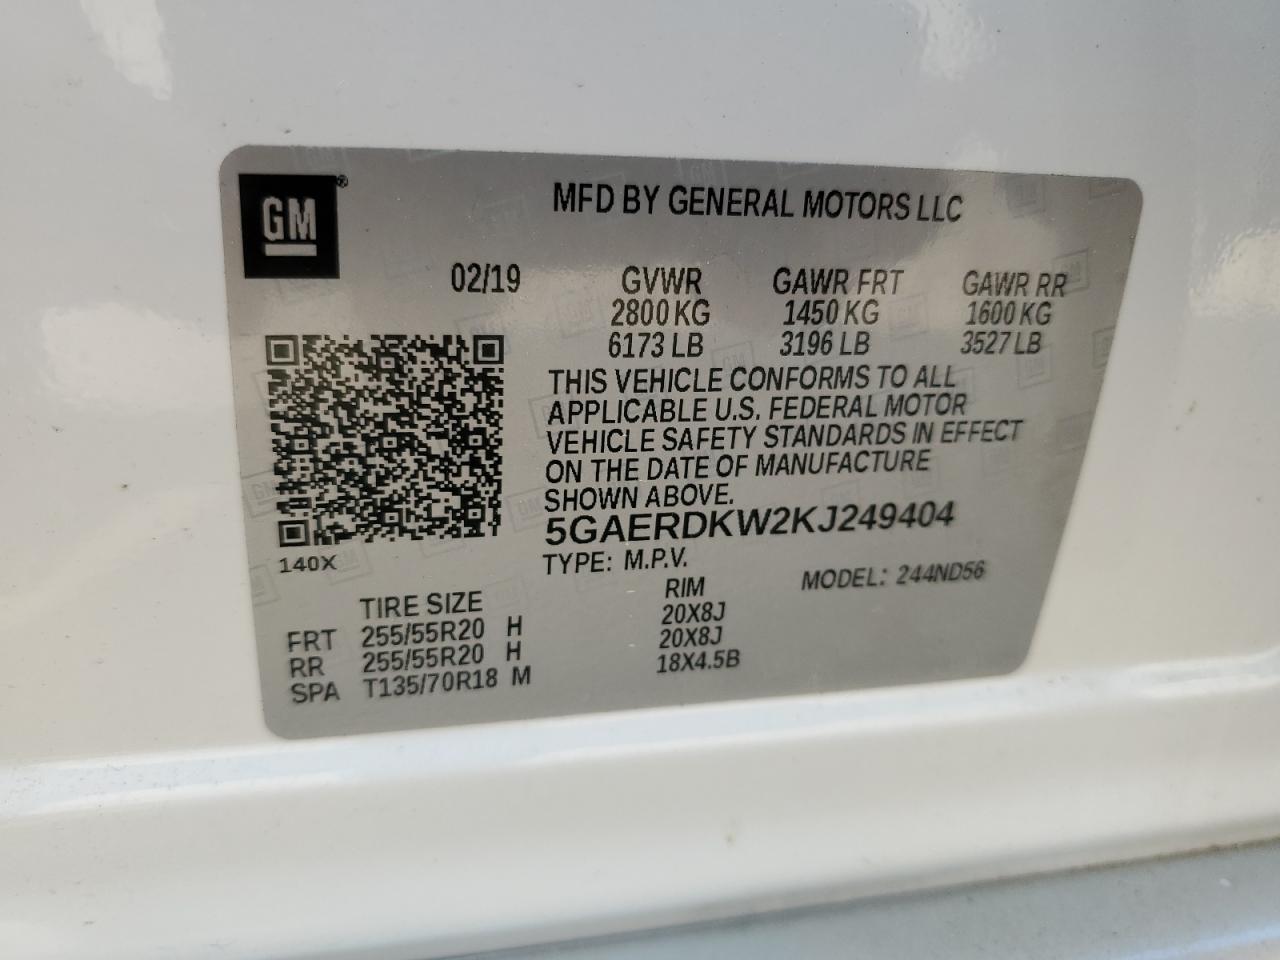 GM®
MFD BY GENERAL MOTORS LLC
02/19 GVWR GAWR FRT GAWR RR
2800 KG 1450 KG 1600 KG
6173 LB 3196 LB 3527 LB
THIS VEHICLE CONFORMS TO ALL
APPLICABLE U.S. FEDERAL MOTOR
VEHICLE SAFETY STANDARDS IN EFFECT
ON THE DATE OF MANUFACTURE
SHOWN ABOVE.
5GAERDKW2KJ249404
140X
TYPE: M.P.V. MODEL: 244ND56
TIRE SIZE RIM
FRT 255/55R20 H 20X8J
RR 255/55R20 H 20X8J
SPA T135/70R18 M 18X4.5B